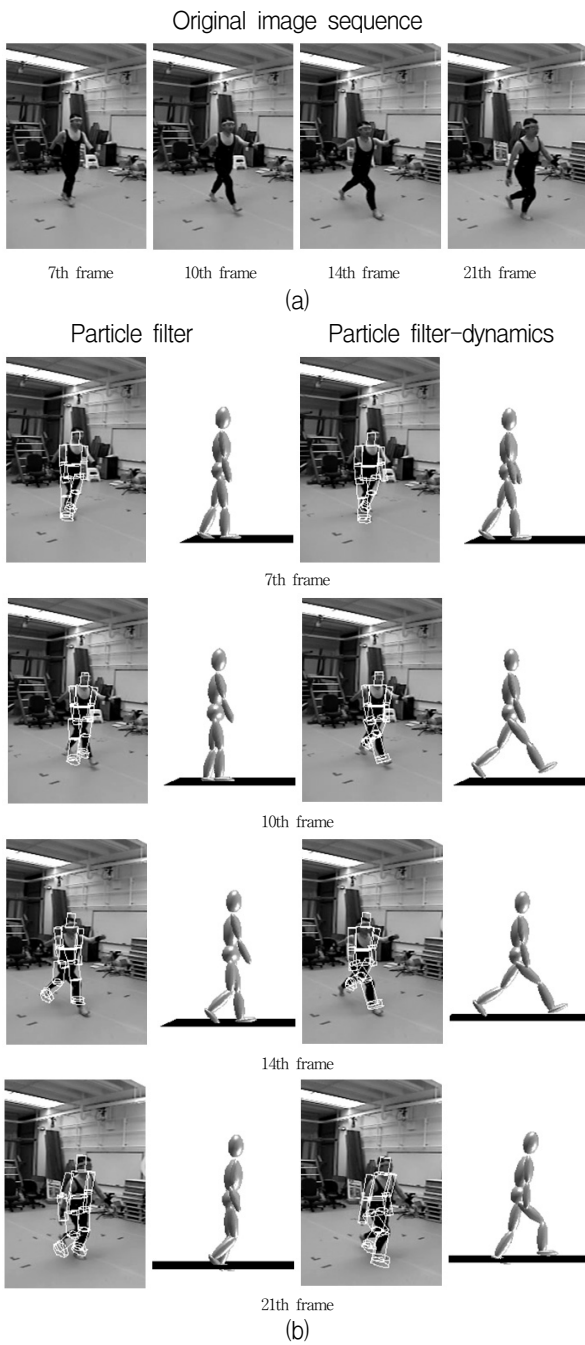 Original image sequence
7th frame
10th frame
14th frame
21th frame
(a)
Particle filter
Particle filter-dynamics
7th frame
10th frame
14th frame
21th frame
(b)